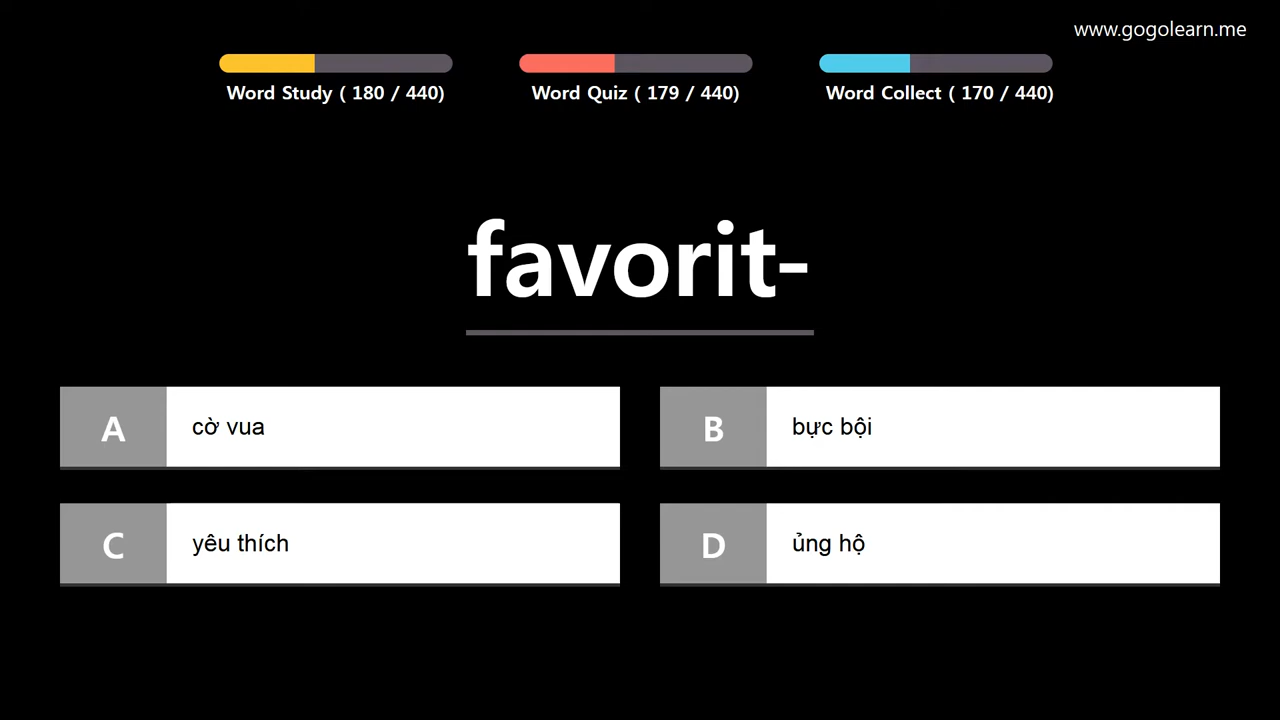 www.gogolearn.me
Word Study ( 180 / 440)
Word Quiz ( 179 / 440)
Word Collect ( 170 / 440)
favorit-
A
cờ vua
B
bực bội
C
yêu thích
D
ủng hộ